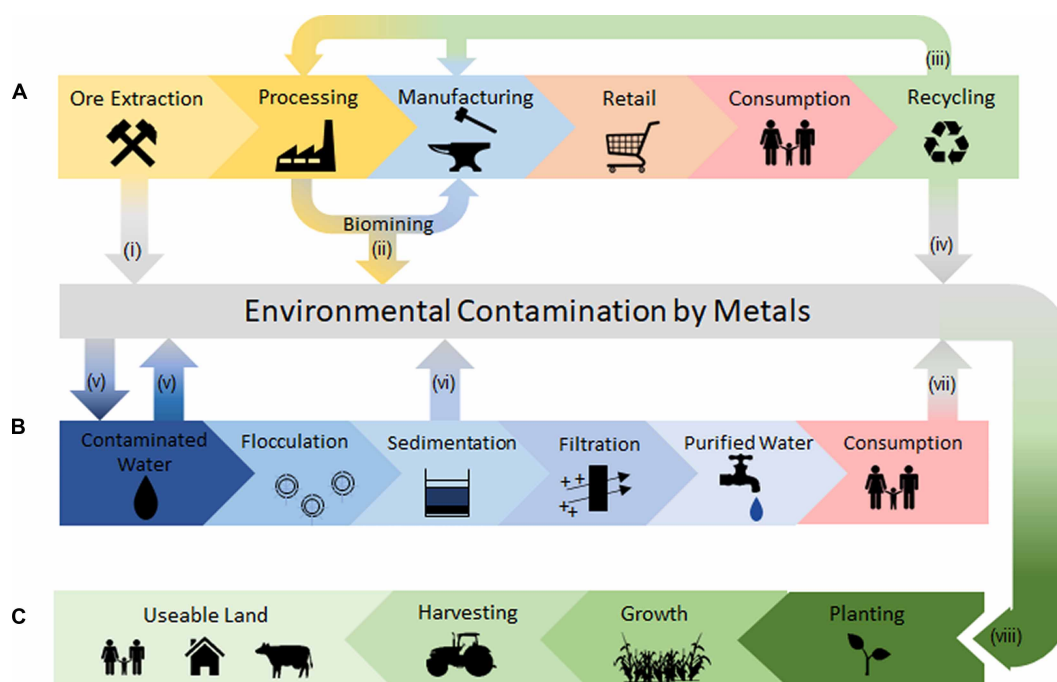 (iii)
A
Ore Extraction
Processing
Manufacturing
Retail
Consumption
Recycling
Biomining
(i)
(ii)
(iv)
Environmental Contamination by Metals
(v)
(v)
(vi)
(vii)
B
Contaminated
Water
Flocculation
Sedimentation
Filtration
Purified Water
Consumption
+ +
+
+
C
Useable Land
Harvesting
Growth
Planting
(viii)